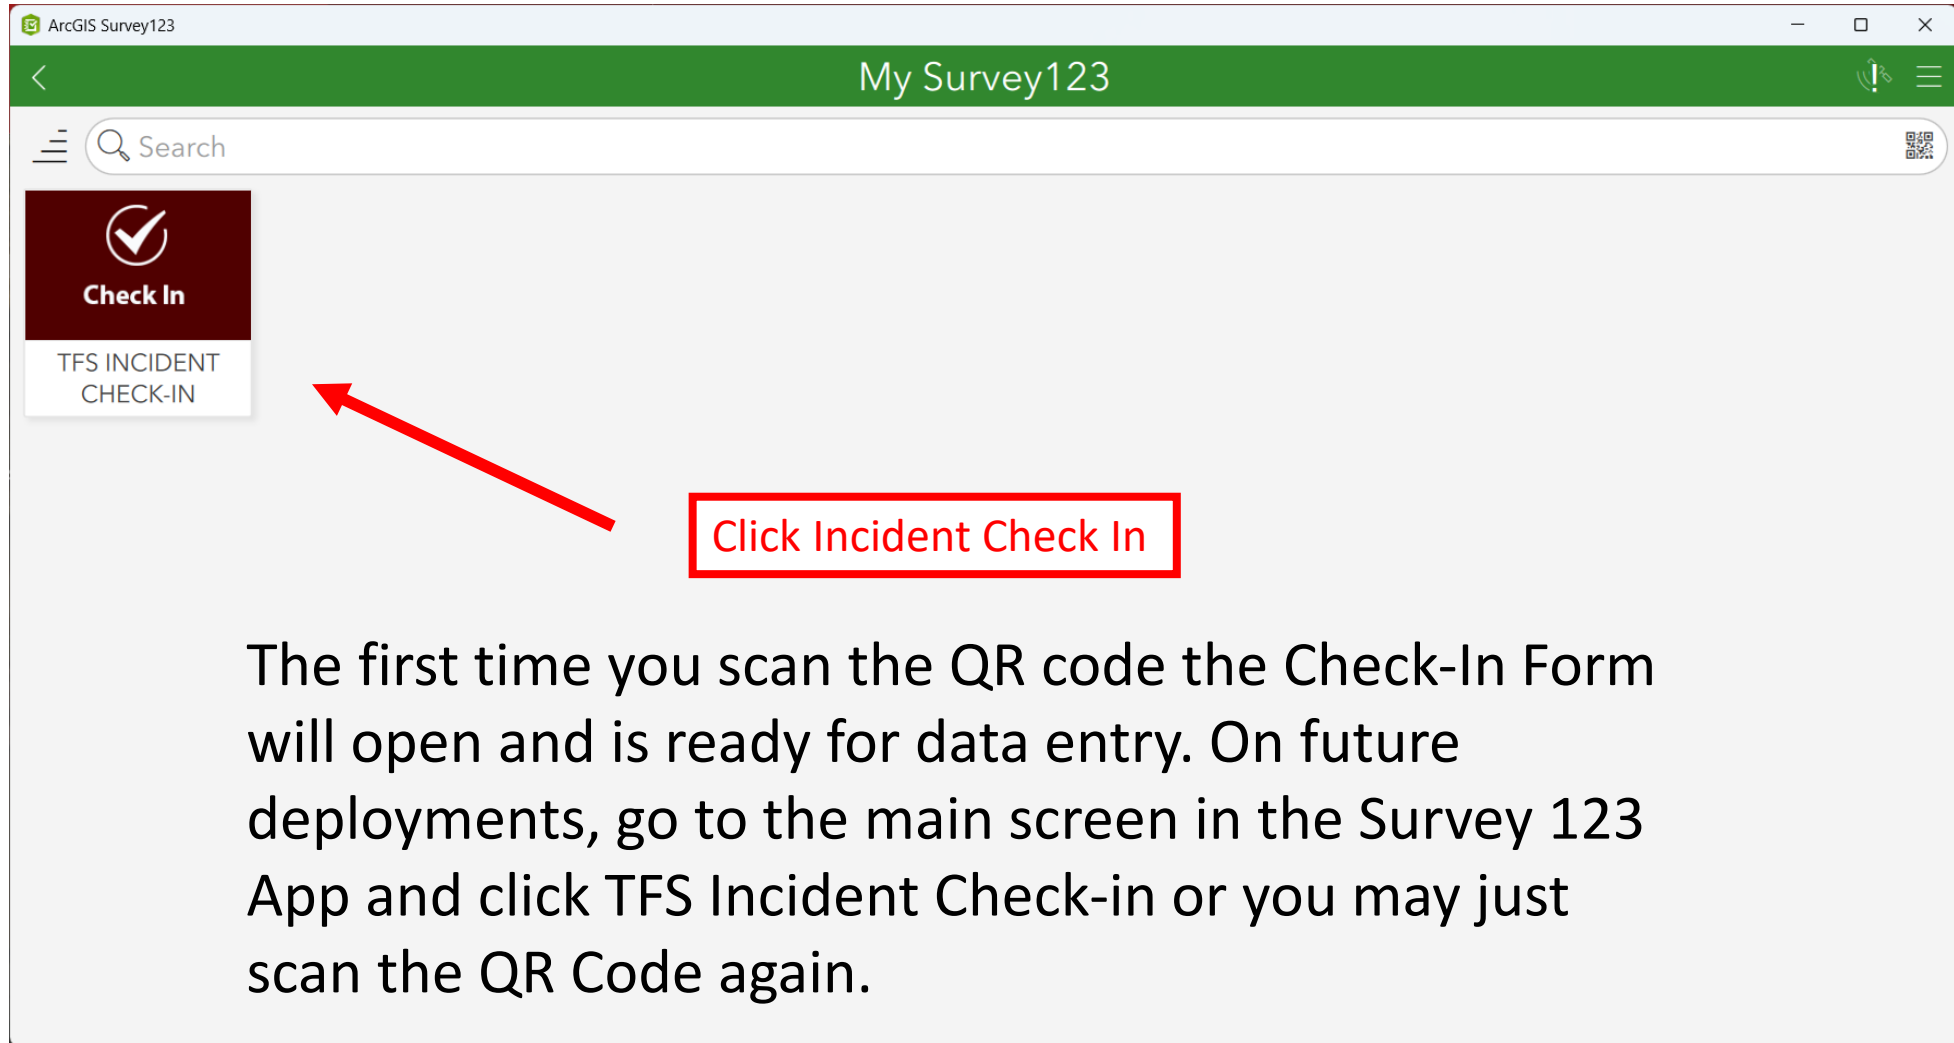 ArcGIS Survey123
My Survey123
Search
Check In
TFS INCIDENT
CHECK-IN
Click Incident Check In
The first time you scan the QR code the Check-In Form
will open and is ready for data entry. On future
deployments, go to the main screen in the Survey 123
App and click TFS Incident Check-in or you may just
scan the QR Code again.